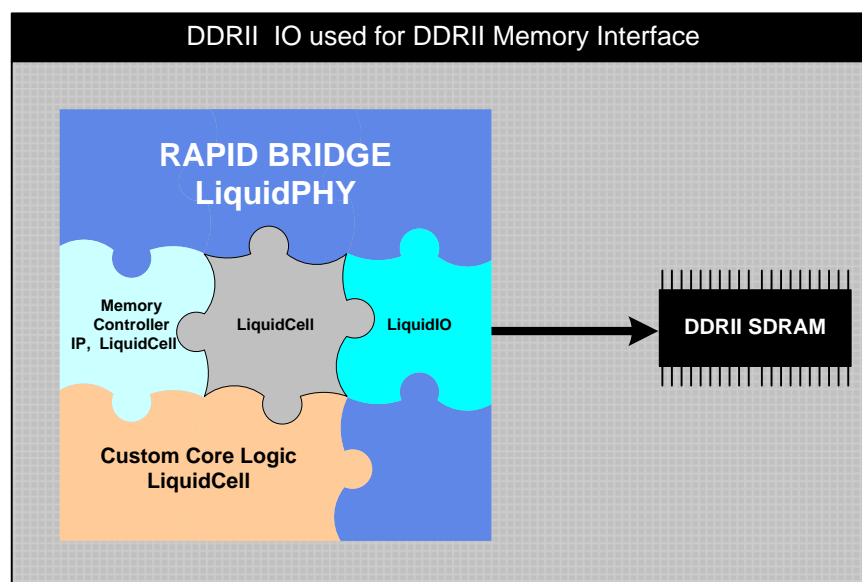 DDRII IO used for DDRII Memory Interface
RAPID BRIDGE
LiquidPHY
Memory
Controller
IP, LiquidCell
LiquidCell
LiquidIO
DDRII SDRAM
Custom Core Logic
LiquidCell